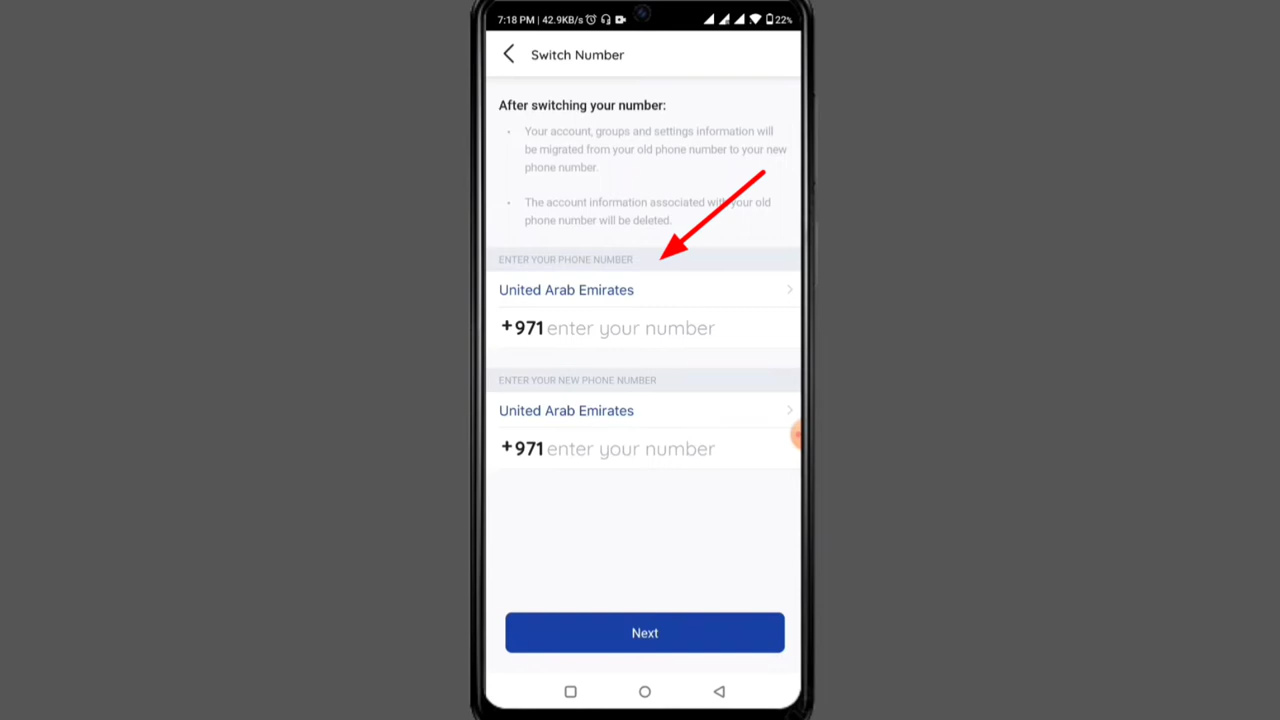 7:18 PM | 42.9KB/s 22%
Switch Number
After switching your number:
• Your account, groups and settings information will
be migrated from your old phone number to your new
phone number.
• The account information associated with your old
phone number will be deleted.
ENTER YOUR PHONE NUMBER
United Arab Emirates
+971 enter your number
ENTER YOUR NEW PHONE NUMBER
United Arab Emirates
+971 enter your number
Next